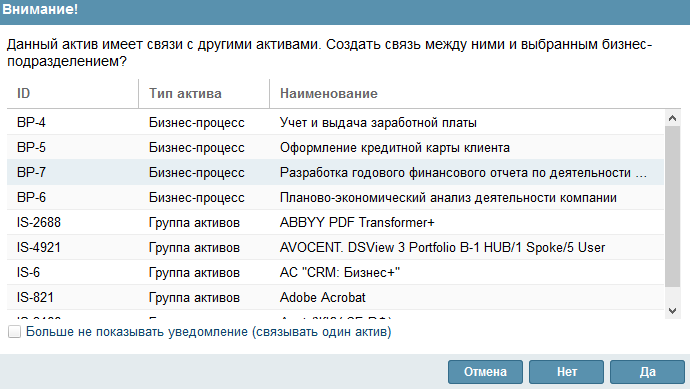 Внимание!
Данный актив имеет связи с другими активами. Создать связь между ними и выбранным бизнес-
подразделением?
ID Тип актива Наименование
BP-4 Бизнес-процесс Учет и выдача заработной платы
BP-5 Бизнес-процесс Оформление кредитной карты клиента
BP-7 Бизнес-процесс Разработка годового финансового отчета по деятельности ...
BP-6 Бизнес-процесс Планово-экономический анализ деятельности компании
IS-2688 Группа активов ABBYY PDF Transformer+
IS-4921 Группа активов AVOCENT. DSView 3 Portfolio B-1 HUB/1 Spoke/5 User
IS-6 Группа активов АС "CRM: Бизнес+"
IS-821 Группа активов Adobe Acrobat
Больше не показывать уведомление (связывать один актив)
Отмена Нет Да